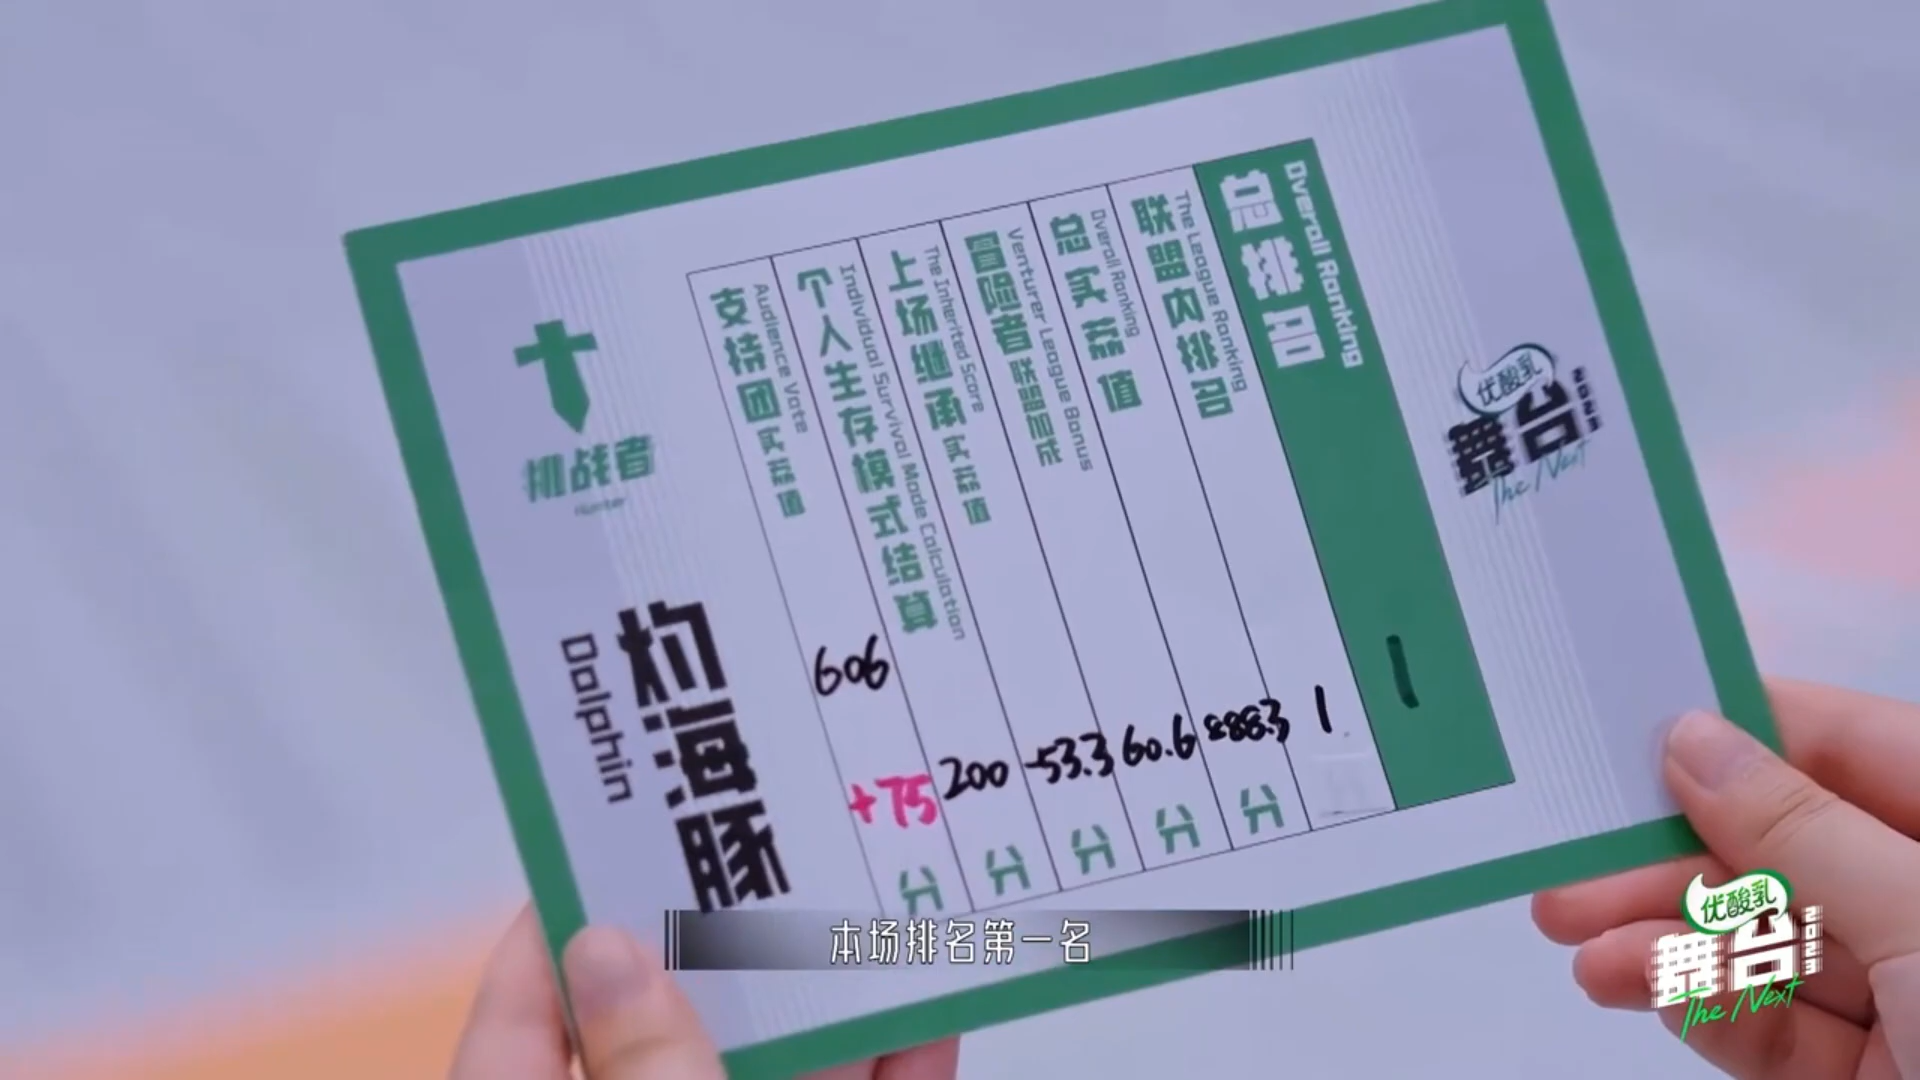 挑战者
Hunter
灼海豚
Dolphin
支持团实荔值
Audience Vote
606
个人生存模式结算
Individual Survival Mode Calculation
+75
分
上场继承实荔值
The Inherited Score
200
分
冒险者联盟加成
Venturer League Bonus
-53.3
分
总实荔值
Overall Ranking
60.6
分
联盟内排名
The League Ranking
888.3
分
1
总排名
Overall Ranking
1
优酸乳
舞台
2023
The Next
本场排名第一名
优酸乳
舞台
2023
The Next